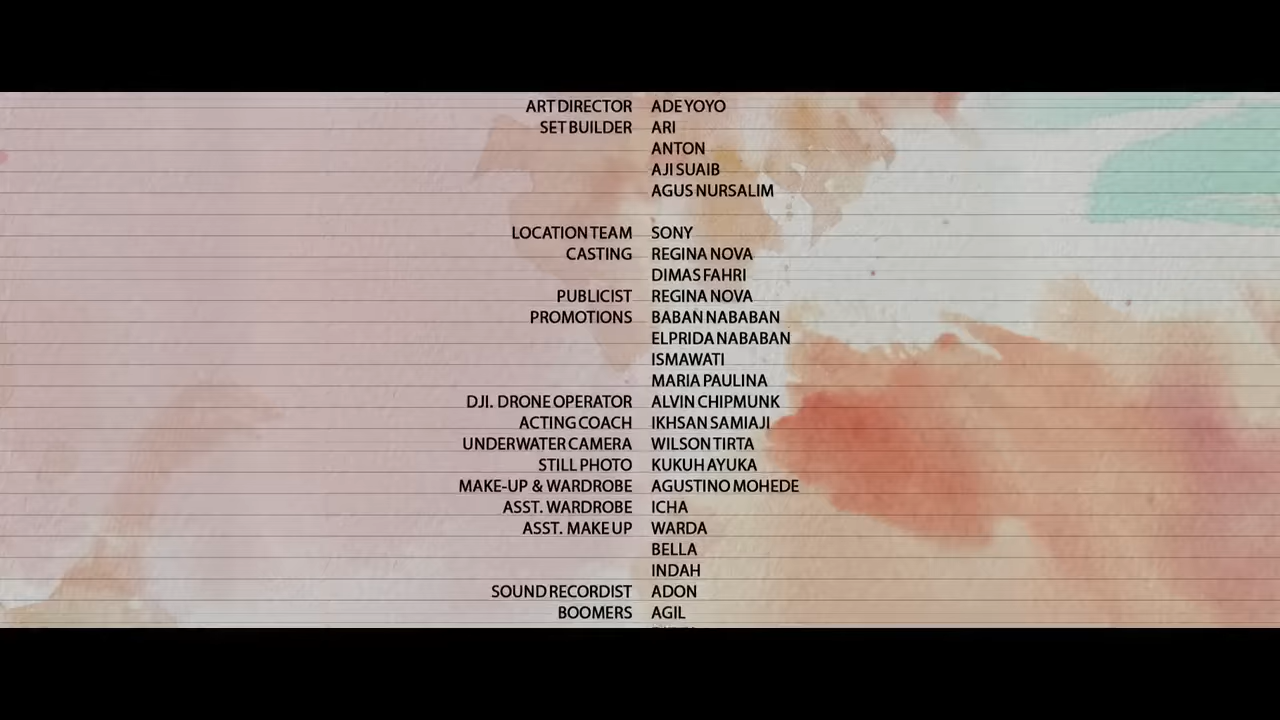 ART DIRECTOR ADE YOYO
SET BUILDER ARI
ANTON
AJI SUAIB
AGUS NURSALIM
LOCATION TEAM SONY
CASTING REGINA NOVA
DIMAS FAHRI
PUBLICIST REGINA NOVA
PROMOTIONS BABAN NABABAN
ELPRIDA NABABAN
ISMAWATI
MARIA PAULINA
DJI. DRONE OPERATOR ALVIN CHIPMUNK
ACTING COACH IKHSAN SAMIAJI
UNDERWATER CAMERA WILSON TIRTA
STILL PHOTO KUKUH AYUKA
MAKE-UP & WARDROBE AGUSTINO MOHEDE
ASST. WARDROBE ICHA
ASST. MAKE UP WARDA
BELLA
INDAH
SOUND RECORDIST ADON
BOOMERS AGIL